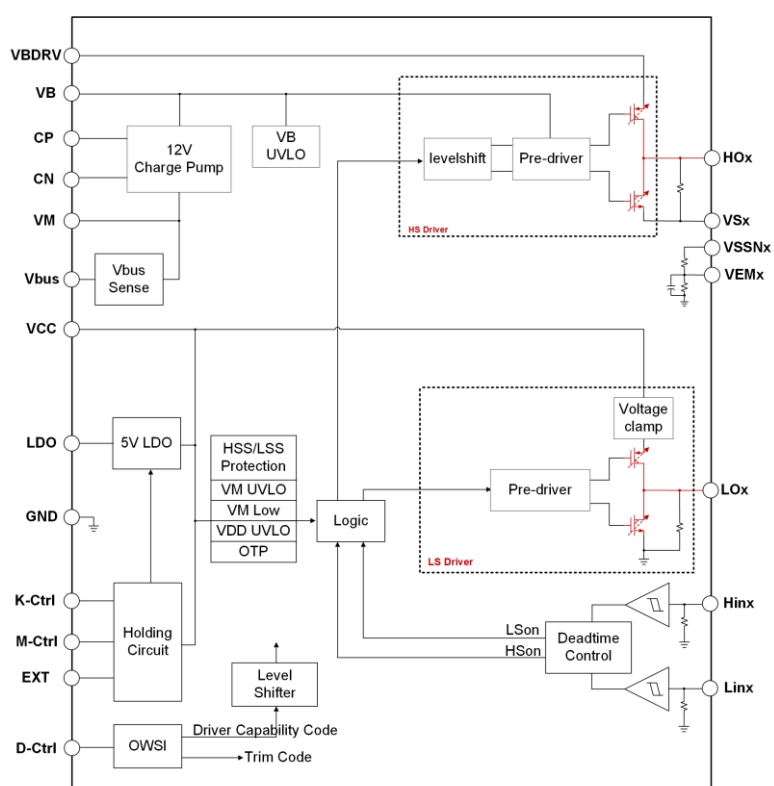 VBDRV
VB
CP
CN
VM
Vbus
VCC
LDO
GND
K-Ctrl
M-Ctrl
EXT
D-Ctrl
12V
Charge Pump
VB
UVLO
Vbus
Sense
levelshift
Pre-driver
HS Driver
HOx
VSx
VSSNx
VEMx
5V LDO
HSS/LSS
Protection
VM UVLO
VM Low
VDD UVLO
OTP
Logic
Voltage
clamp
Pre-driver
LS Driver
LOx
Holding
Circuit
LSon
HSon
Deadtime
Control
Hinx
Linx
Level
Shifter
OWSI
Driver Capability Code
Trim Code